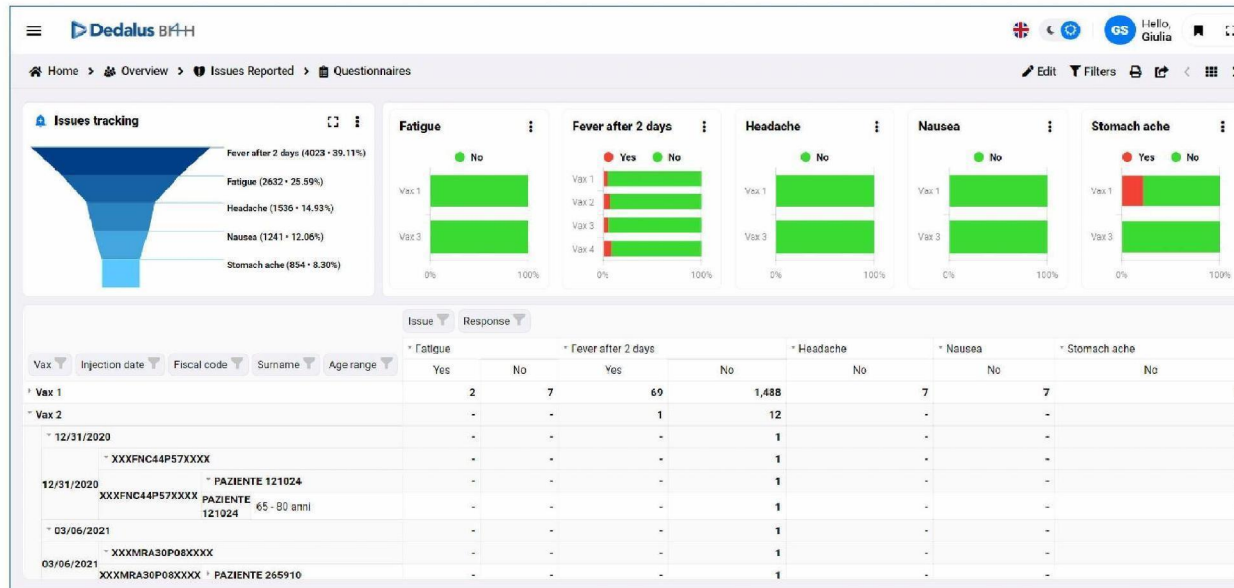 Dedalus BI4H
Hello,
GS Giulia
Home > Overview > Issues Reported > Questionnaires
Edit Filters
Issues tracking
Fever after 2 days (4023 • 39.11%)
Fatigue (2632 • 25.59%)
Headache (1536 • 14.93%)
Nausea (1241 • 12.06%)
Stomach ache (854 • 8.30%)
Fatigue
No
Vax 1
Vax 3
0% 100%
Fever after 2 days
Yes No
Vax 1
Vax 2
Vax 3
Vax 4
0% 100%
Headache
No
Vax 1
Vax 3
0% 100%
Nausea
No
Vax 1
Vax 3
0% 100%
Stomach ache
Yes No
Vax 1
Vax 3
0% 100%
Issue Response
Fatigue Fever after 2 days Headache Nausea Stomach ache
Vax Injection date Fiscal code Surname Age range Yes No Yes No No No No
Vax 1 2 7 69 1,488 7 7
Vax 2 - - 1 12 - -
12/31/2020 - - - 1 - -
XXXFNC44P57XXXX - - - 1 - -
12/31/2020 PAZIENTE 121024 - - - 1 - -
XXXFNC44P57XXXX PAZIENTE 121024 65 - 80 anni - - - 1 - -
03/06/2021 - - - 1 - -
XXXMRA30P08XXXX - - - 1 - -
03/06/2021
XXXMRA30P08XXXX PAZIENTE 265910 - - - 1 - -